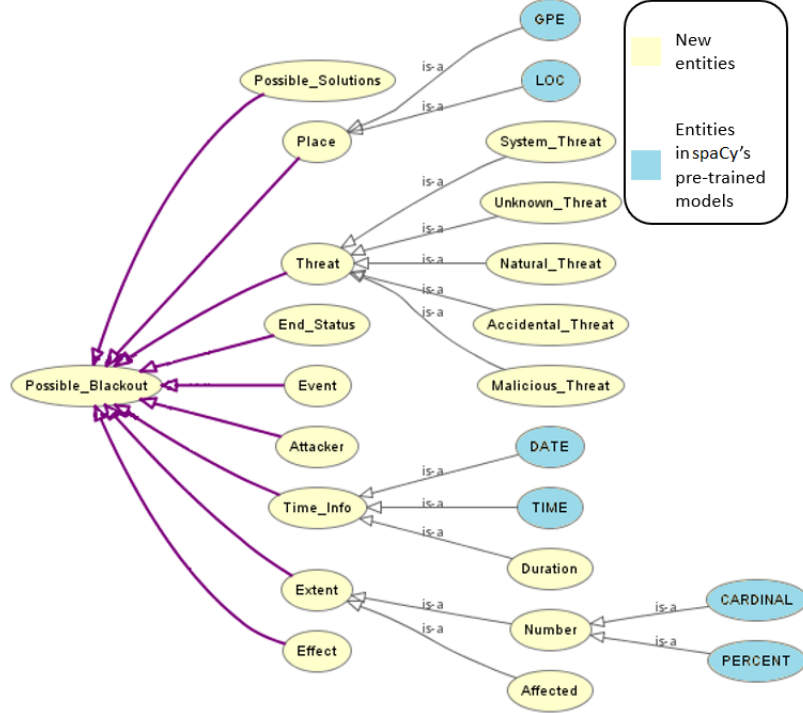 GPE
New
entities
is-a
Possible_Solutions
LOC
is-a
Place
System_Threat
Entities
in spaCy's
pre-trained
models
is-a
Unknown_Threat
is-a
Threat
is-a
Natural_Threat
is-a
End_Status
is-a
Accidental_Threat
Possible_Blackout
Event
Malicious_Threat
Attacker
DATE
is-a
Time_Info
is-a
TIME
is-a
Duration
Extent
is-a
CARDINAL
is-a
Number
is-a
is-a
Effect
PERCENT
Affected